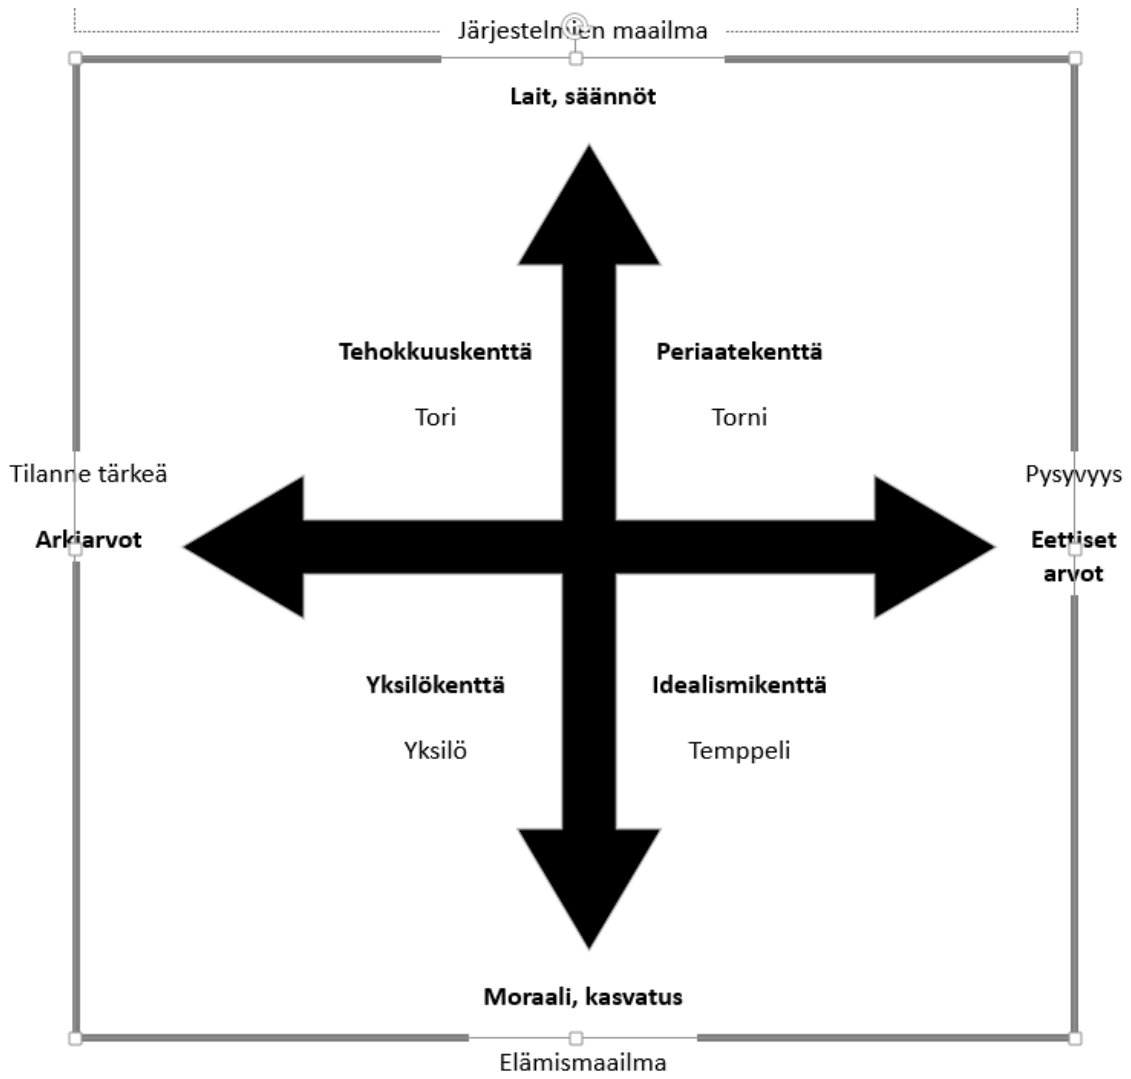 Järjestelmien maailma
Lait, säännöt
Tehokkuuskenttä
Periaatekenttä
Tori
Torni
Tilanne tärkeä
Pysyvyys
Arkiarvot
Eettiset
arvot
Yksilökenttä
Idealismikenttä
Yksilö
Temppeli
Moraali, kasvatus
Elämismaailma